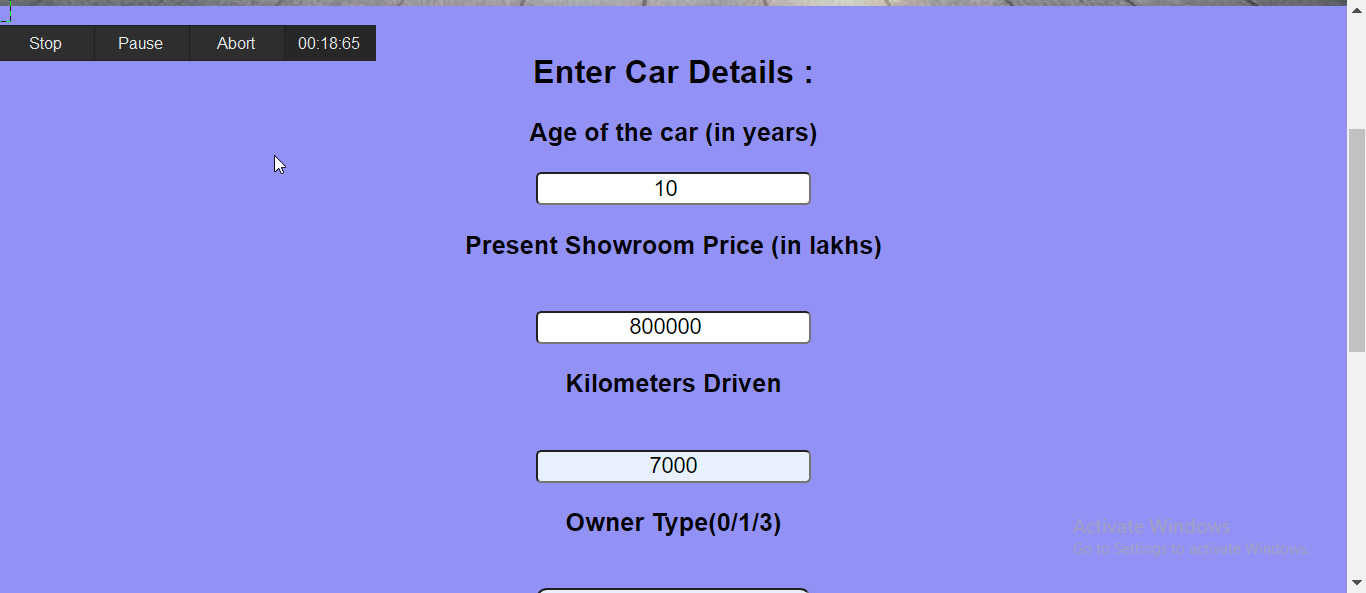 Stop Pause Abort 00:18:65
Enter Car Details :
Age of the car (in years)
10
Present Showroom Price (in lakhs)
800000
Kilometers Driven
7000
Owner Type(0/1/3)
Activate Windows
Go to Settings to activate Windows.